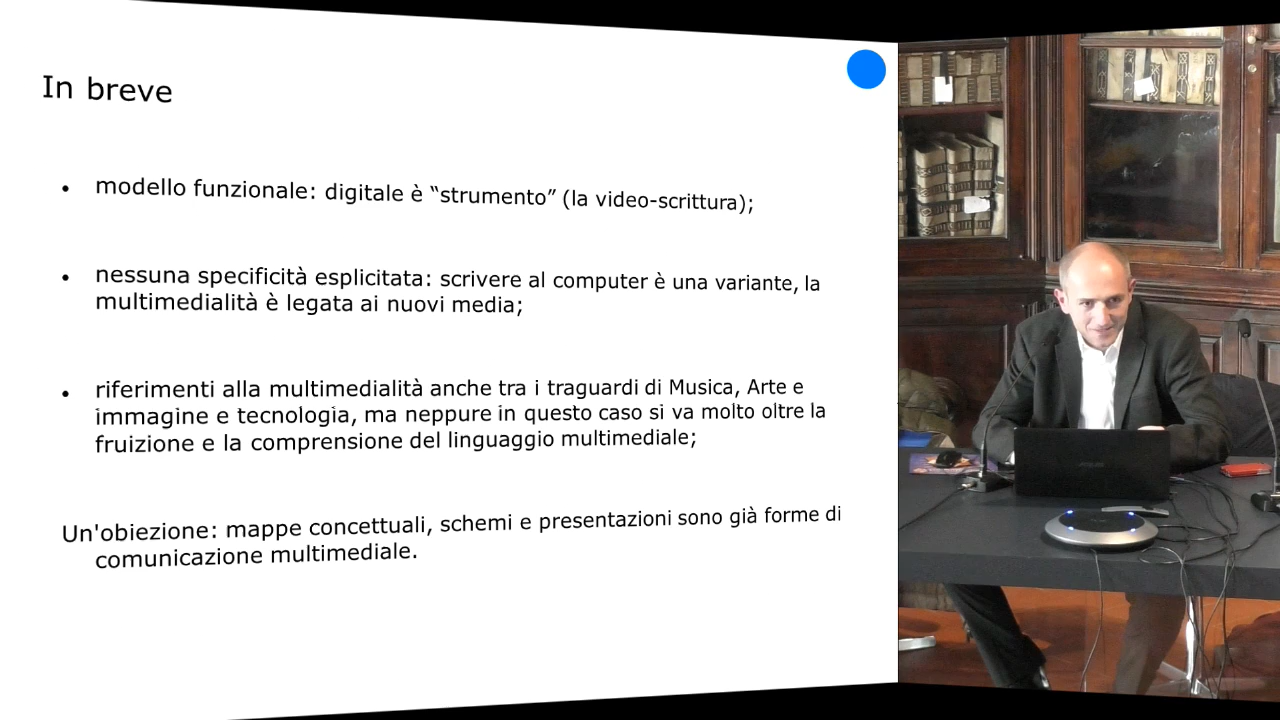 In breve
• modello funzionale: digitale è “strumento” (la video-scrittura);
• nessuna specificità esplicitata: scrivere al computer è una variante, la
multimedialità è legata ai nuovi media;
• riferimenti alla multimedialità anche tra i traguardi di Musica, Arte e
immagine e tecnologia, ma neppure in questo caso si va molto oltre la
fruizione e la comprensione del linguaggio multimediale;
Un'obiezione: mappe concettuali, schemi e presentazioni sono già forme di
comunicazione multimediale.